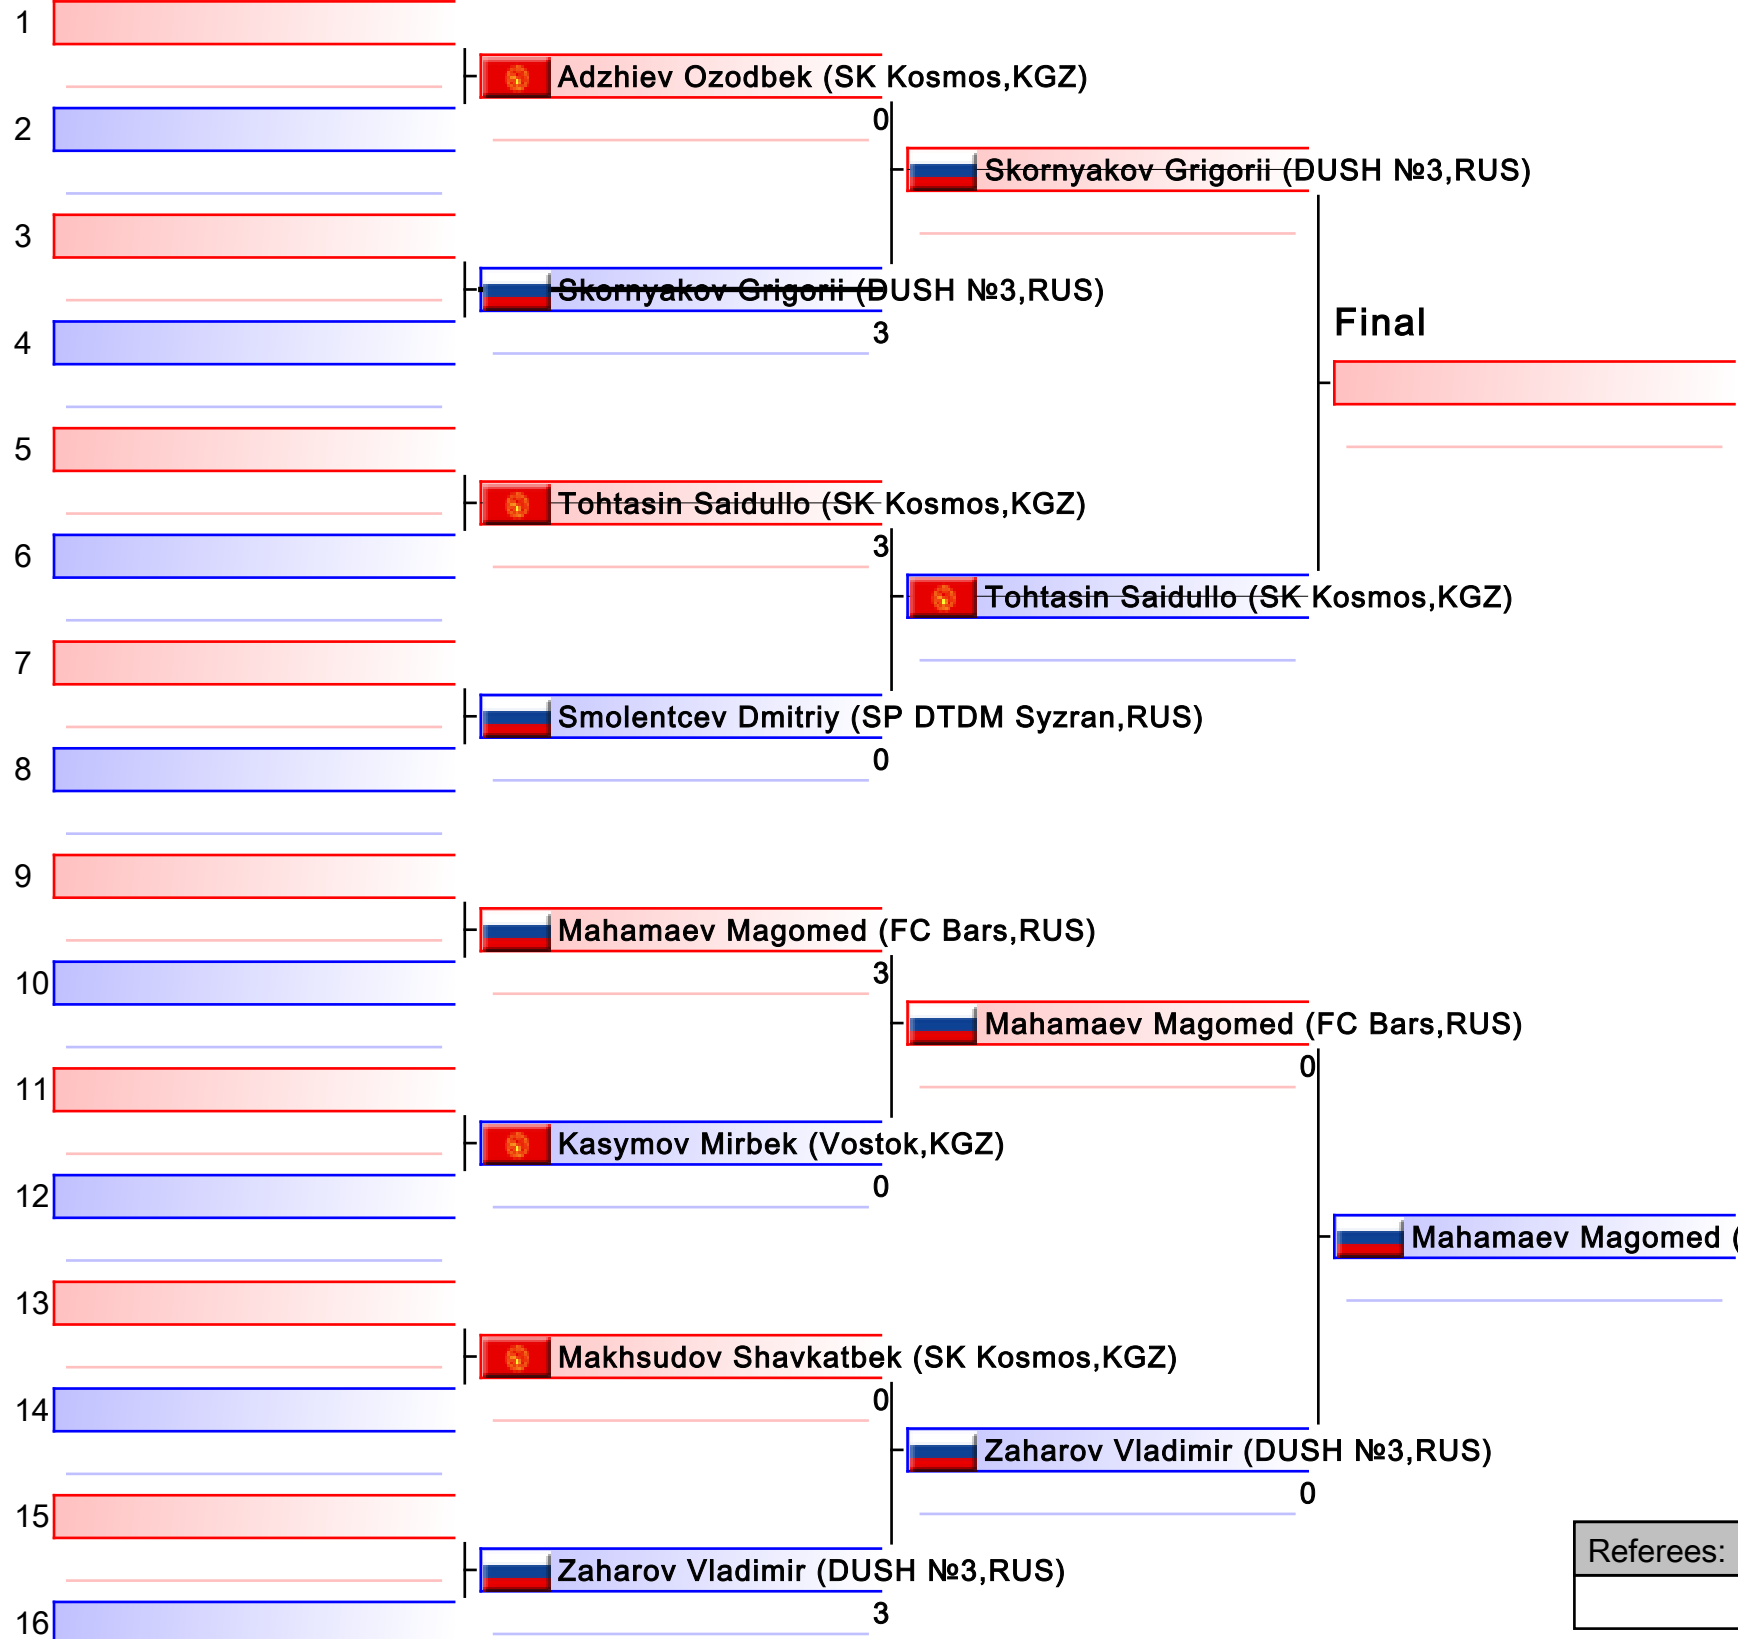 1
Adzhiev Ozodbek (SK Kosmos,KGZ)
0
2
Skornyakov Grigorii (DUSH №3,RUS)
3
Skornyakov Grigorii (DUSH №3,RUS)
3
4
Final
5
Tohtasin Saidullo (SK Kosmos,KGZ)
3
6
Tohtasin Saidullo (SK Kosmos,KGZ)
7
Smolentcev Dmitriy (SP DTDM Syzran,RUS)
0
8
9
Mahamaev Magomed (FC Bars,RUS)
3
10
Mahamaev Magomed (FC Bars,RUS)
0
11
Kasymov Mirbek (Vostok,KGZ)
0
12
Mahamaev Magomed (
13
Makhsudov Shavkatbek (SK Kosmos,KGZ)
0
14
Zaharov Vladimir (DUSH №3,RUS)
0
15
Referees:
Zaharov Vladimir (DUSH №3,RUS)
3
16